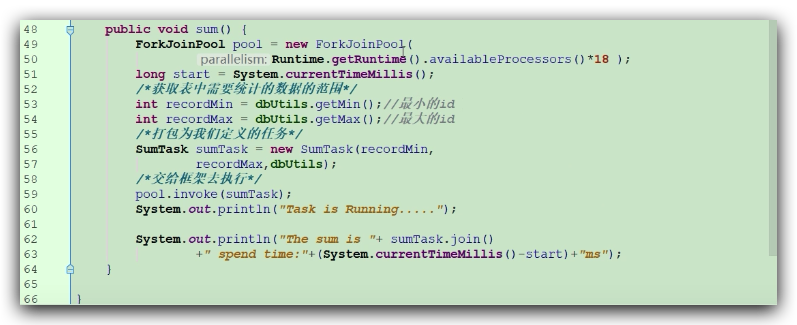 48 public void sum() {
49 ForkJoinPool pool = new ForkJoinPool(
50 parallelism: Runtime.getRuntime().availableProcessors()*18 );
51 long start = System.currentTimeMillis();
52 /*获取表中需要统计的数据的范围*/
53 int recordMin = dbUtils.getMin();//最小的id
54 int recordMax = dbUtils.getMax();//最大的id
55 /*打包为我们定义的任务*/
56 SumTask sumTask = new SumTask(recordMin,
57 recordMax,dbUtils);
58 /*交给框架去执行*/
59 pool.invoke(sumTask);
60 System.out.println("Task is Running.....");
61
62 System.out.println("The sum is "+ sumTask.join()
63 +" spend time:"+(System.currentTimeMillis()-start)+"ms");
64 }
65
66 }